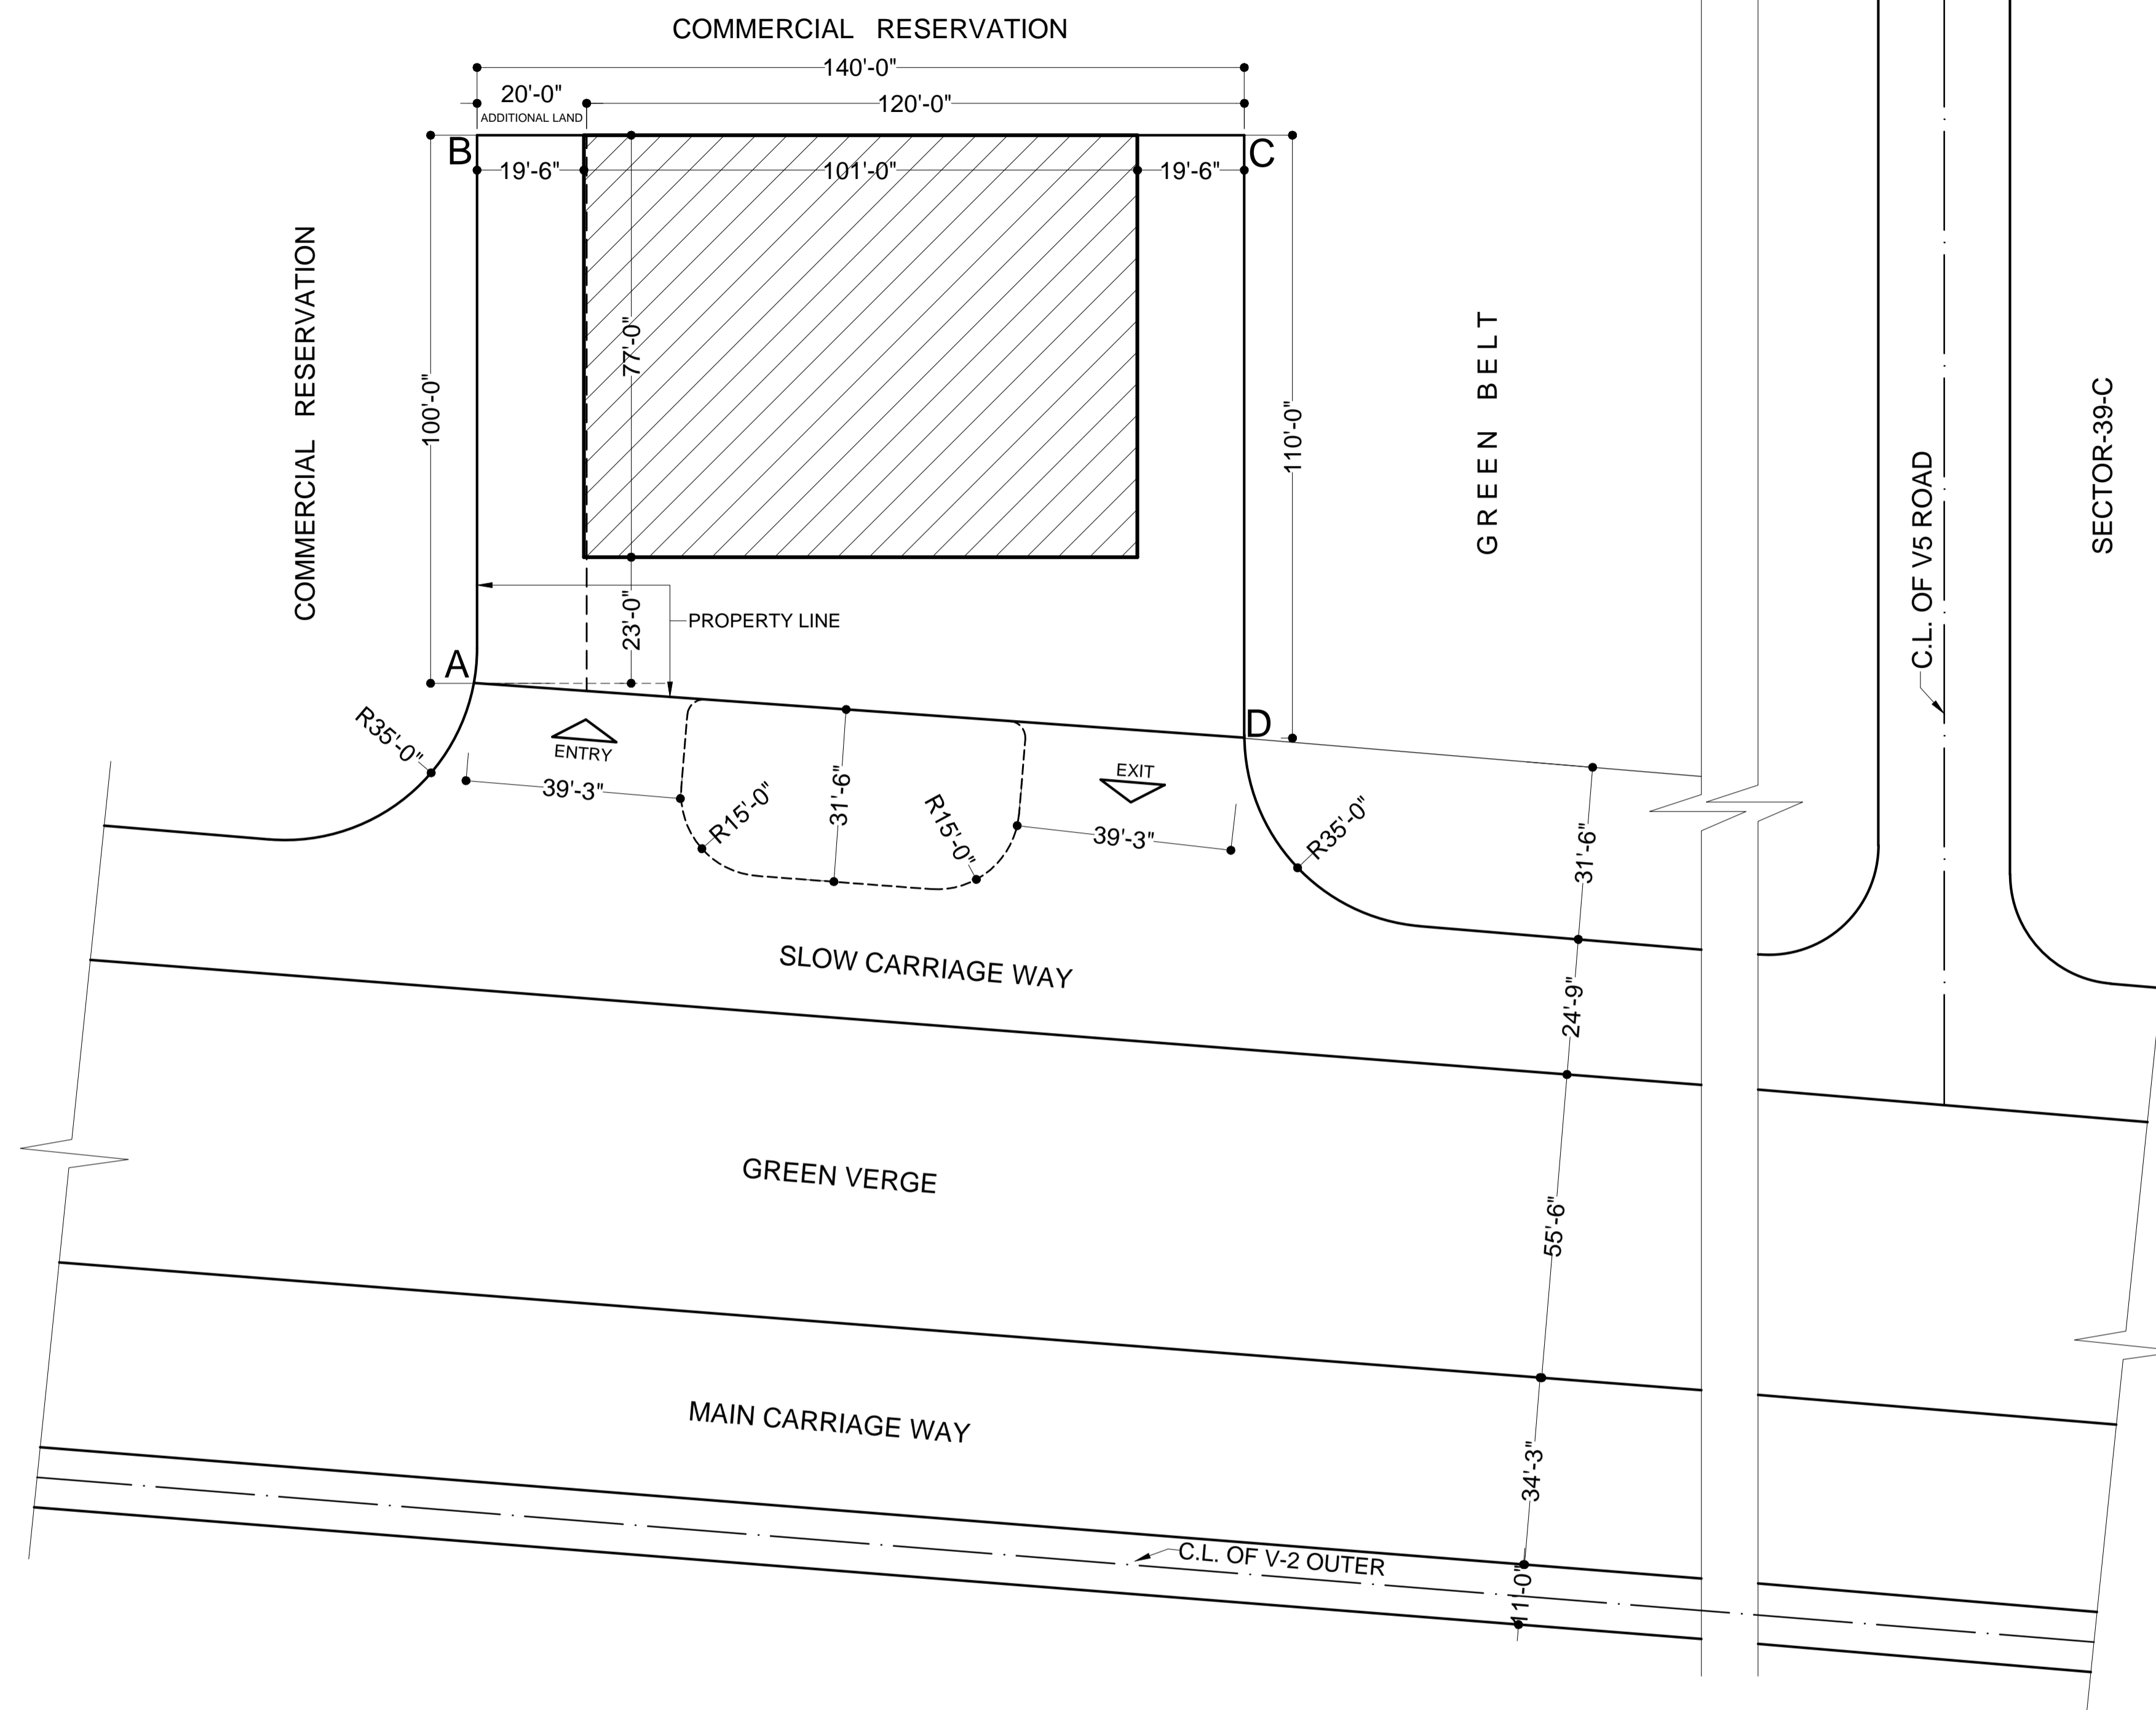 COMMERCIAL RESERVATION
140'-0"
20'-0"
120'-0"
ADDITIONAL LAND
B
C
19'-6"
101'-0"
19'-6"
COMMERCIAL RESERVATION
100'-0"
77'-0"
110'-0"
GREEN BELT
C.L. OF V5 ROAD
SECTOR-39-C
23'-0"
PROPERTY LINE
A
D
R35'-0"
ENTRY
39'-3"
R15'-0"
31'-6"
R15'-0"
EXIT
39'-3"
R35'-0"
31'-6"
SLOW CARRIAGE WAY
24'-9"
GREEN VERGE
55'-6"
MAIN CARRIAGE WAY
34'-3"
C.L. OF V-2 OUTER
11'-0"